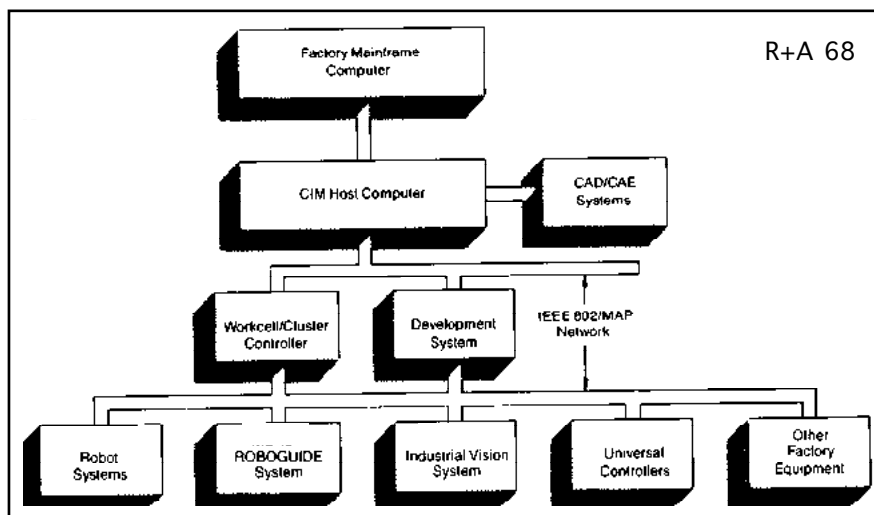 R+A 68
Factory Mainframe
Computer
CIM Host Computer
CAD/CAE
Systems
Workcell/Cluster
Controller
Development
System
IEEE 802/MAP
Network
Robot
Systems
ROBOGUIDE
System
Industrial Vision
System
Universal
Controllers
Other
Factory
Equipment